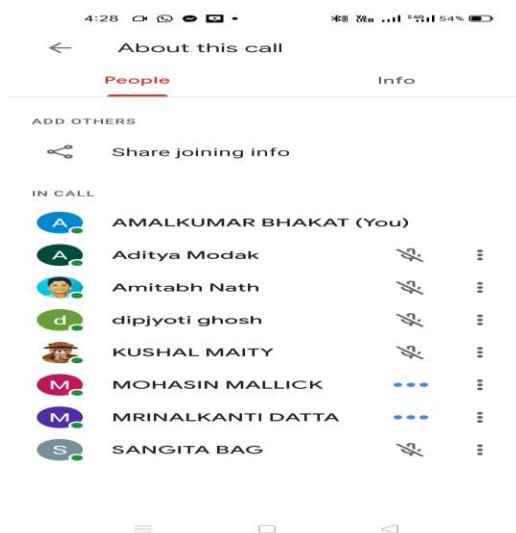 4:28 54%
About this call
People Info
ADD OTHERS
Share joining info
IN CALL
A AMALKUMAR BHAKAT (You)
A Aditya Modak
Amitabh Nath
d dipjyoti ghosh
KUSHAL MAITY
M MOHASIN MALLICK
M MRINALKANTI DATTA
S SANGITA BAG